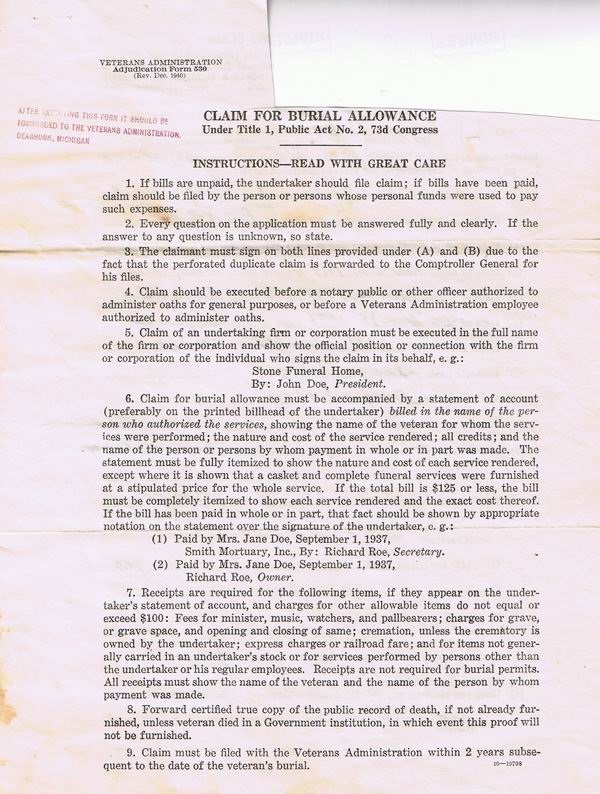 VETERANS ADMINISTRATION
Adjudication Form 530
(Rev. Dec. 1940)
AFTER EXECUTING THIS FORM IT SHOULD BE
FORWARDED TO THE VETERANS ADMINISTRATION,
DEARBORN, MICHIGAN
CLAIM FOR BURIAL ALLOWANCE
Under Title 1, Public Act No. 2, 73d Congress
INSTRUCTIONS—READ WITH GREAT CARE
1. If bills are unpaid, the undertaker should file claim; if bills have been paid,
claim should be filed by the person or persons whose personal funds were used to pay
such expenses.
2. Every question on the application must be answered fully and clearly. If the
answer to any question is unknown, so state.
3. The claimant must sign on both lines provided under (A) and (B) due to the
fact that the perforated duplicate claim is forwarded to the Comptroller General for
his files.
4. Claim should be executed before a notary public or other officer authorized to
administer oaths for general purposes, or before a Veterans Administration employee
authorized to administer oaths.
5. Claim of an undertaking firm or corporation must be executed in the full name
of the firm or corporation and show the official position or connection with the firm
or corporation of the individual who signs the claim in its behalf, e. g.:
Stone Funeral Home,
By: John Doe, President.
6. Claim for burial allowance must be accompanied by a statement of account
(preferably on the printed billhead of the undertaker) billed in the name of the per-
son who authorized the services, showing the name of the veteran for whom the serv-
ices were performed; the nature and cost of the service rendered; all credits; and the
name of the person or persons by whom payment in whole or in part was made. The
statement must be fully itemized to show the nature and cost of each service rendered,
except where it is shown that a casket and complete funeral services were furnished
at a stipulated price for the whole service. If the total bill is $125 or less, the bill
must be completely itemized to show each service rendered and the exact cost thereof.
If the bill has been paid in whole or in part, that fact should be shown by appropriate
notation on the statement over the signature of the undertaker, e. g.:
(1) Paid by Mrs. Jane Doe, September 1, 1937,
Smith Mortuary, Inc., By: Richard Roe, Secretary.
(2) Paid by Mrs. Jane Doe, September 1, 1937,
Richard Roe, Owner.
7. Receipts are required for the following items, if they appear on the under-
taker's statement of account, and charges for other allowable items do not equal or
exceed $100: Fees for minister, music, watchers, and pallbearers; charges for grave,
or grave space, and opening and closing of same; cremation, unless the crematory is
owned by the undertaker; express charges or railroad fare; and for items not gener-
ally carried in an undertaker's stock or for services performed by persons other than
the undertaker or his regular employees. Receipts are not required for burial permits.
All receipts must show the name of the veteran and the name of the person by whom
payment was made.
8. Forward certified true copy of the public record of death, if not already fur-
nished, unless veteran died in a Government institution, in which event this proof will
not be furnished.
9. Claim must be filed with the Veterans Administration within 2 years subse-
quent to the date of the veteran's burial.
16—19798